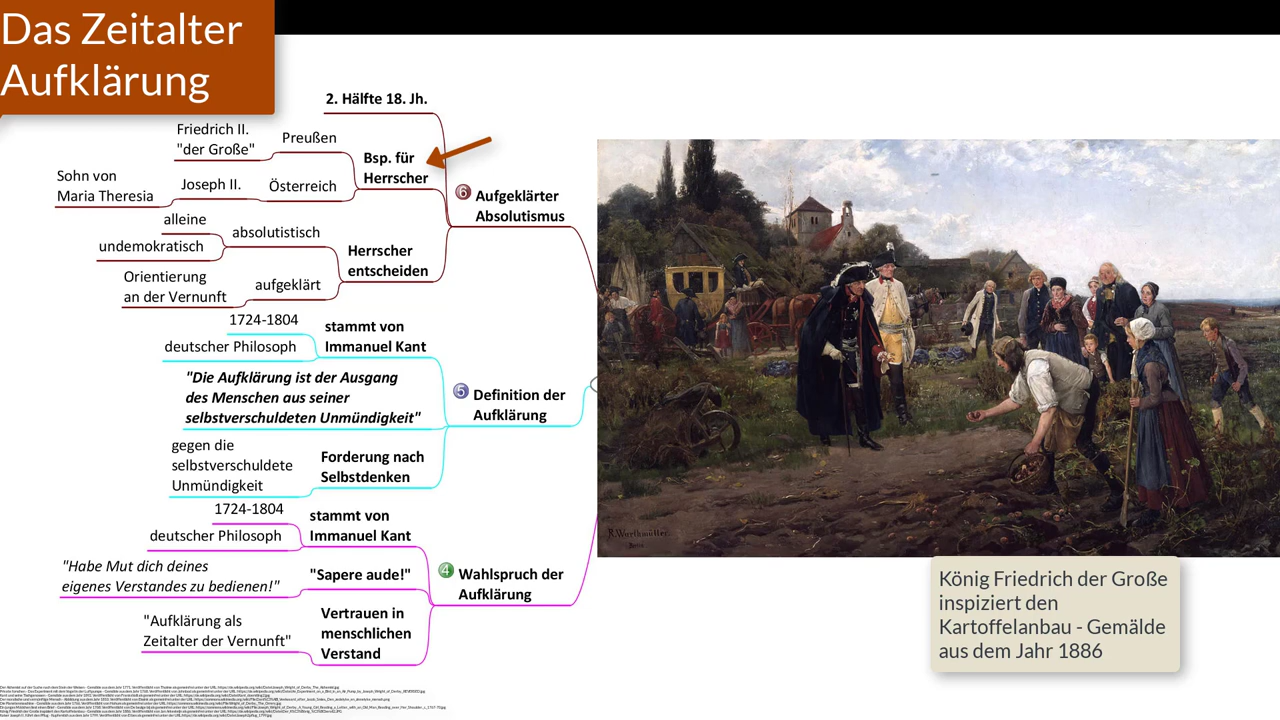 Das Zeitalter
Aufklärung
2. Hälfte 18. Jh.
Friedrich II.
"der Große"
Preußen
Bsp. für
Herrscher
Sohn von
Maria Theresia
Joseph II.
Österreich
6
Aufgeklärter
Absolutismus
alleine
undemokratisch
absolutistisch
Herrscher
entscheiden
Orientierung
an der Vernunft
aufgeklärt
1724-1804
deutscher Philosoph
stammt von
Immanuel Kant
"Die Aufklärung ist der Ausgang
des Menschen aus seiner
selbstverschuldeten Unmündigkeit"
5
Definition der
Aufklärung
gegen die
selbstverschuldete
Unmündigkeit
Forderung nach
Selbstdenken
1724-1804
deutscher Philosoph
stammt von
Immanuel Kant
"Habe Mut dich deines
eigenes Verstandes zu bedienen!"
"Sapere aude!"
4
Wahlspruch der
Aufklärung
"Aufklärung als
Zeitalter der Vernunft"
Vertrauen in
menschlichen
Verstand
König Friedrich der Große
inspiziert den
Kartoffelanbau - Gemälde
aus dem Jahr 1886